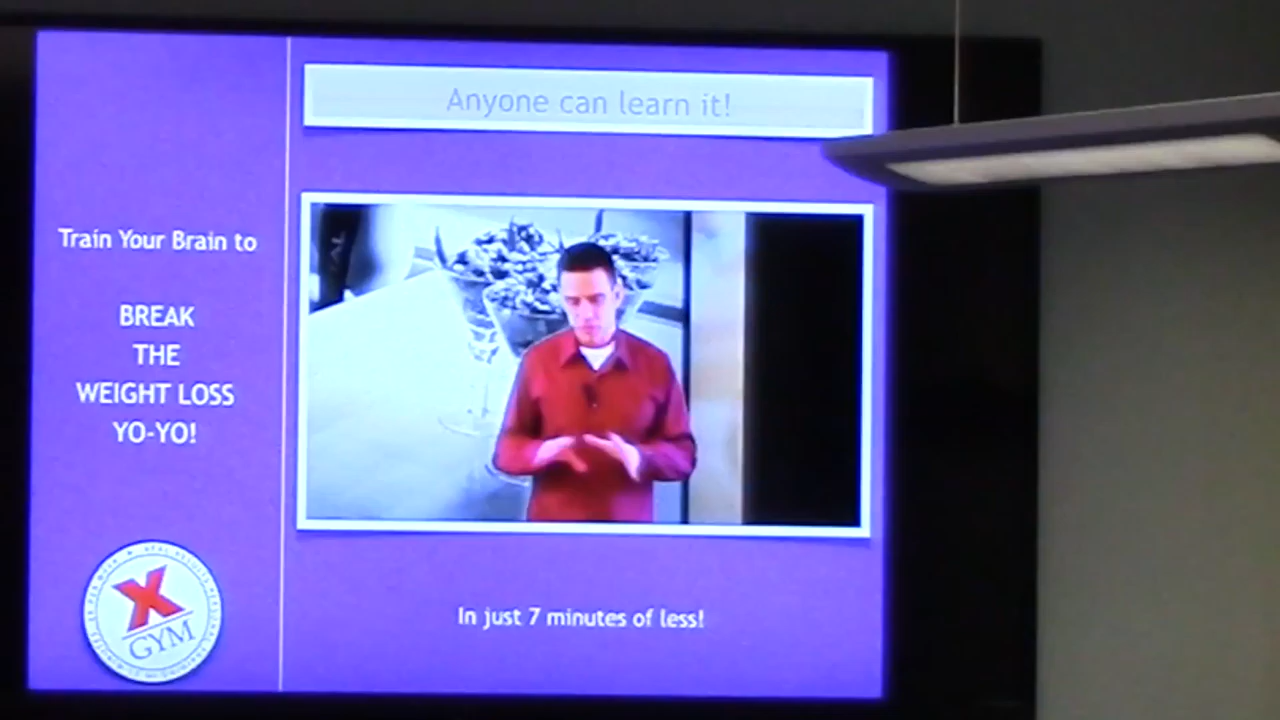 Anyone can learn it!
Train Your Brain to
BREAK
THE
WEIGHT LOSS
YO-YO!
X
GYM
In just 7 minutes of less!